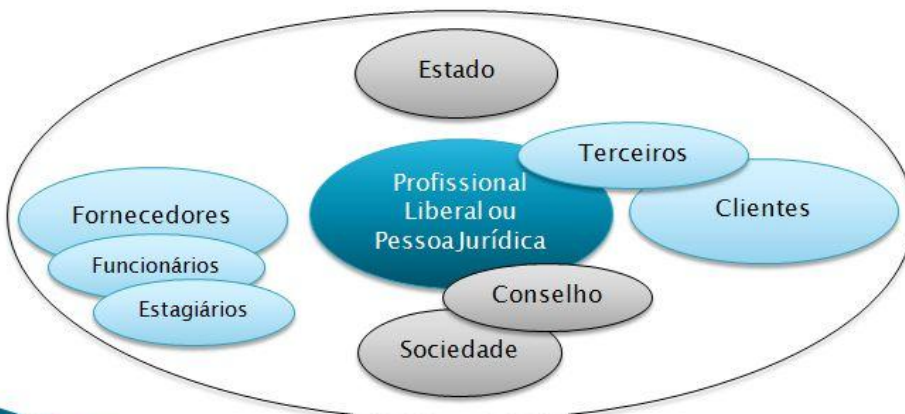 Estado
Terceiros
Profissional
Liberal ou
Pessoa Jurídica
Clientes
Fornecedores
Funcionários
Estagiários
Conselho
Sociedade